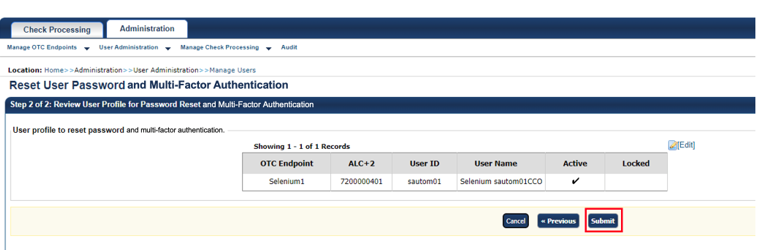 Check Processing Administration
Manage OTC Endpoints User Administration Manage Check Processing Audit
Location: Home>>Administration>>User Administration>>Manage Users
Reset User Password and Multi-Factor Authentication
Step 2 of 2: Review User Profile for Password Reset and Multi-Factor Authentication
User profile to reset password and multi-factor authentication.
Showing 1 - 1 of 1 Records [Edit]
OTC Endpoint ALC+2 User ID User Name Active Locked
Selenium1 7200000401 sautom01 Selenium sautom01CCO ✔
Cancel « Previous Submit